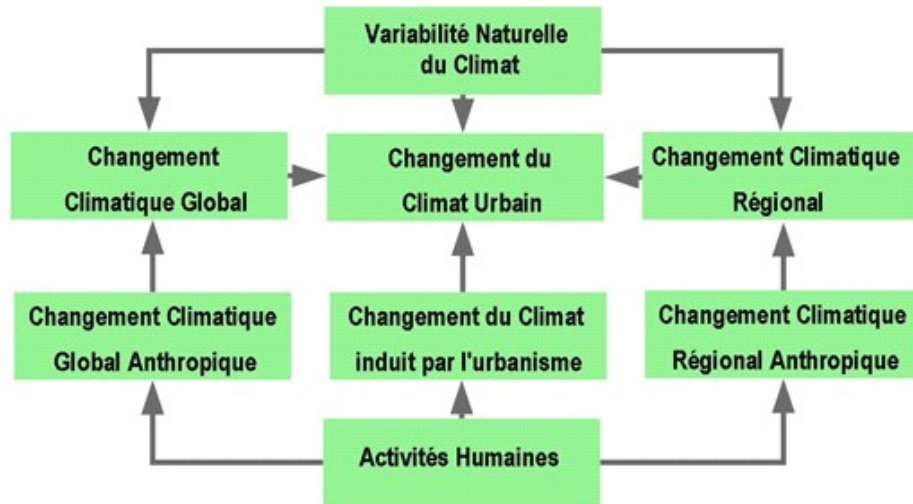 Variabilité Naturelle
du Climat
Changement
Climatique Global
Changement du
Climat Urbain
Changement Climatique
Régional
Changement Climatique
Global Anthropique
Changement du Climat
induit par l'urbanisme
Changement Climatique
Régional Anthropique
Activités Humaines